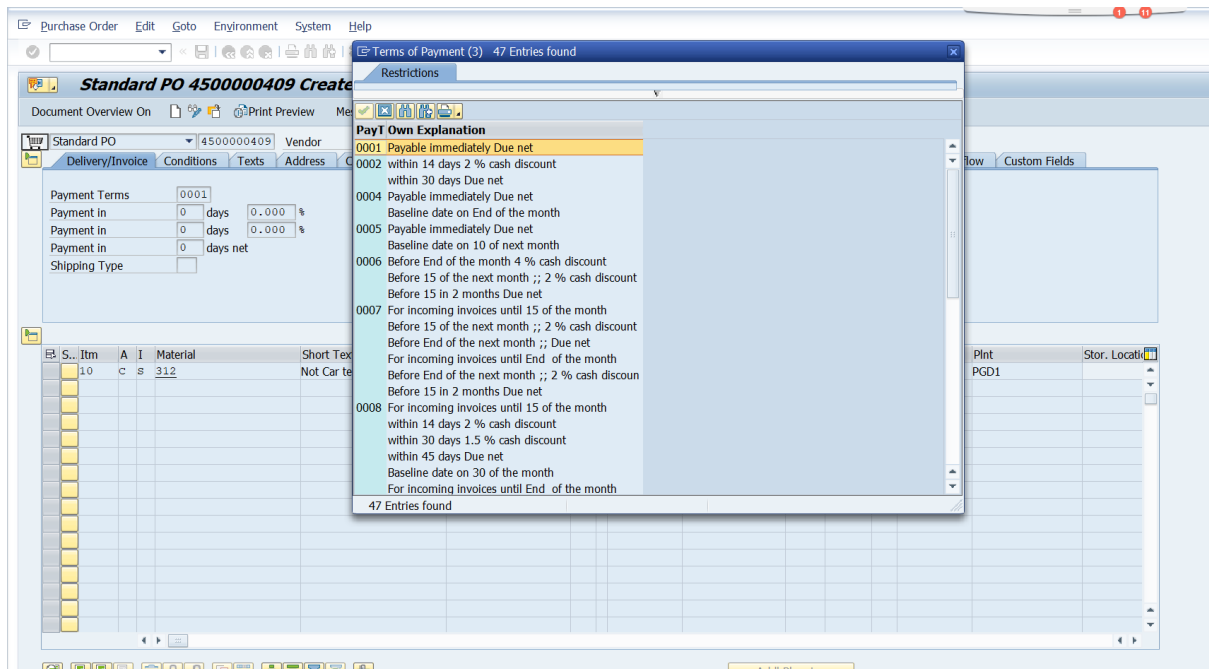 1 11
Purchase Order Edit Goto Environment System Help
Terms of Payment (3) 47 Entries found
Restrictions
Standard PO 4500000409 Create
Document Overview On Print Preview Me
PayT Own Explanation
Standard PO 4500000409 Vendor
0001 Payable immediately Due net
Delivery/Invoice Conditions Texts Address
low Custom Fields
0002 within 14 days 2 % cash discount
within 30 days Due net
Payment Terms 0001
0004 Payable immediately Due net
Payment in 0 days 0.000 %
Baseline date on End of the month
Payment in 0 days 0.000 %
0005 Payable immediately Due net
Payment in 0 days net
Baseline date on 10 of next month
Shipping Type
0006 Before End of the month 4 % cash discount
Before 15 of the next month ;; 2 % cash discount
Before 15 in 2 months Due net
0007 For incoming invoices until 15 of the month
Before 15 of the next month ;; 2 % cash discount
Before End of the next month ;; Due net
S.. Itm A I Material Short Tex
For incoming invoices until End of the month
Plnt Stor. Locatic
10 C S 312 Not Car te
Before End of the next month ;; 2 % cash discoun
PGD1
Before 15 in 2 months Due net
0008 For incoming invoices until 15 of the month
within 14 days 2 % cash discount
within 30 days 1.5 % cash discount
within 45 days Due net
Baseline date on 30 of the month
For incoming invoices until End of the month
47 Entries found